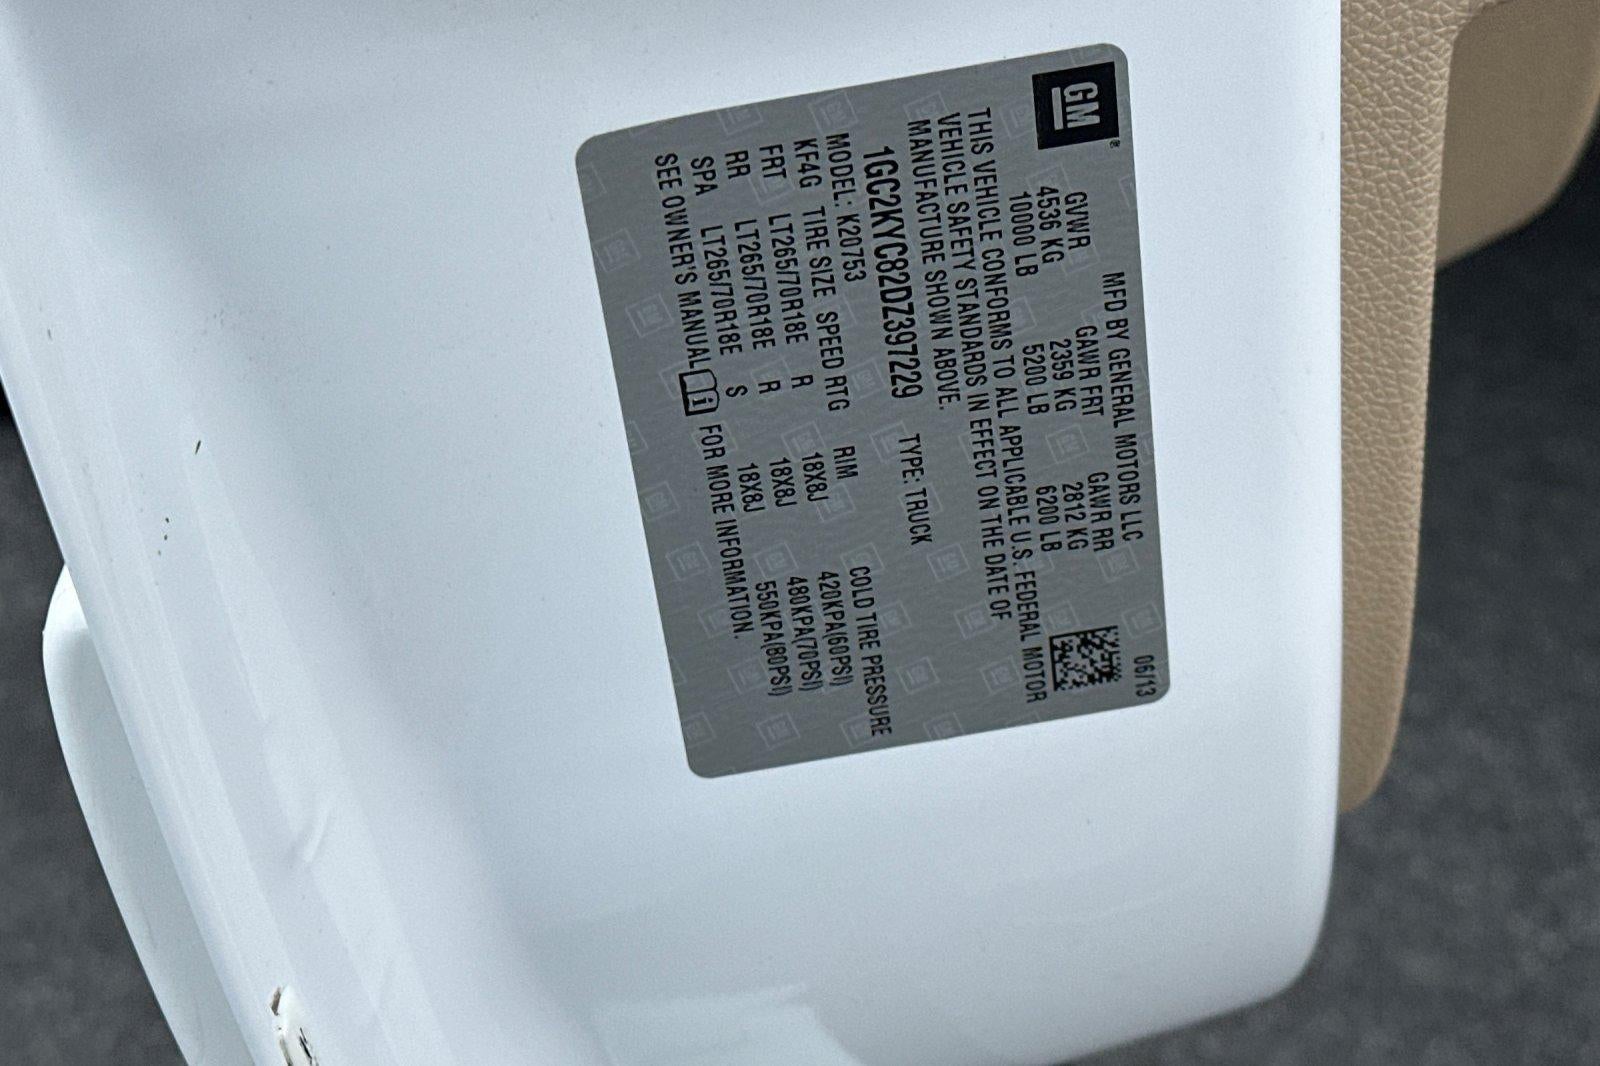 GM
MFD BY GENERAL MOTORS LLC 06/13
GVWR GAWR FRT GAWR RR
4536 KG 2359 KG 2812 KG
10000 LB 5200 LB 6200 LB
THIS VEHICLE CONFORMS TO ALL APPLICABLE U.S. FEDERAL MOTOR
VEHICLE SAFETY STANDARDS IN EFFECT ON THE DATE OF
MANUFACTURE SHOWN ABOVE.
1GC2KYC82DZ397229 TYPE: TRUCK
MODEL: K20753
KF4G TIRE SIZE SPEED RTG RIM COLD TIRE PRESSURE
FRT LT265/70R18E R 18X8J 420KPA(60PSI)
RR LT265/70R18E R 18X8J 480KPA(70PSI)
SPA LT265/70R18E S 18X8J 550KPA(80PSI)
SEE OWNER'S MANUAL i FOR MORE INFORMATION.